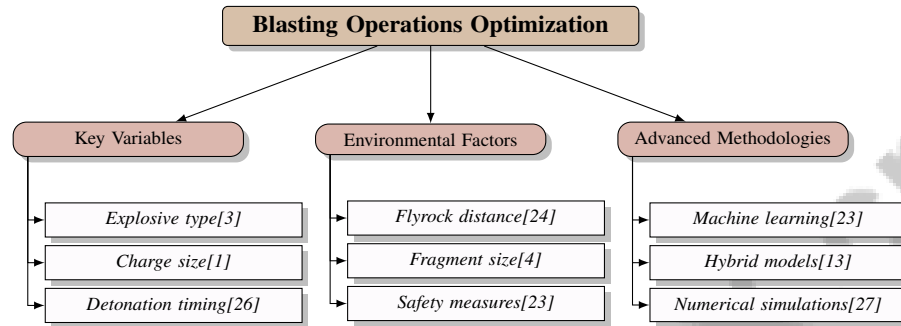 Blasting Operations Optimization
Key Variables
Environmental Factors
Advanced Methodologies
Explosive type[3]
Flyrock distance[24]
Machine learning[23]
Charge size[1]
Fragment size[4]
Hybrid models[13]
Detonation timing[26]
Safety measures[23]
Numerical simulations[27]